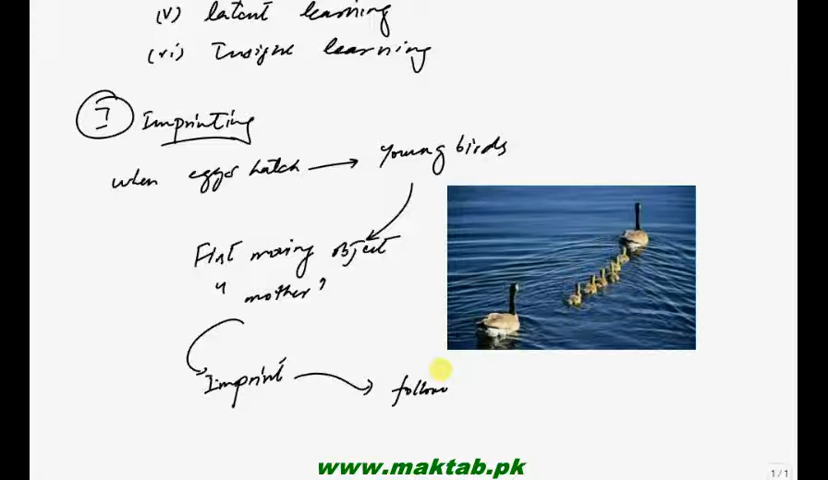 (v) latent learning
(vi) Insight learning
I Imprinting
when eggs hatch → young birds
First moving object
" mother "
Imprint → follow
www.maktab.pk
1/1